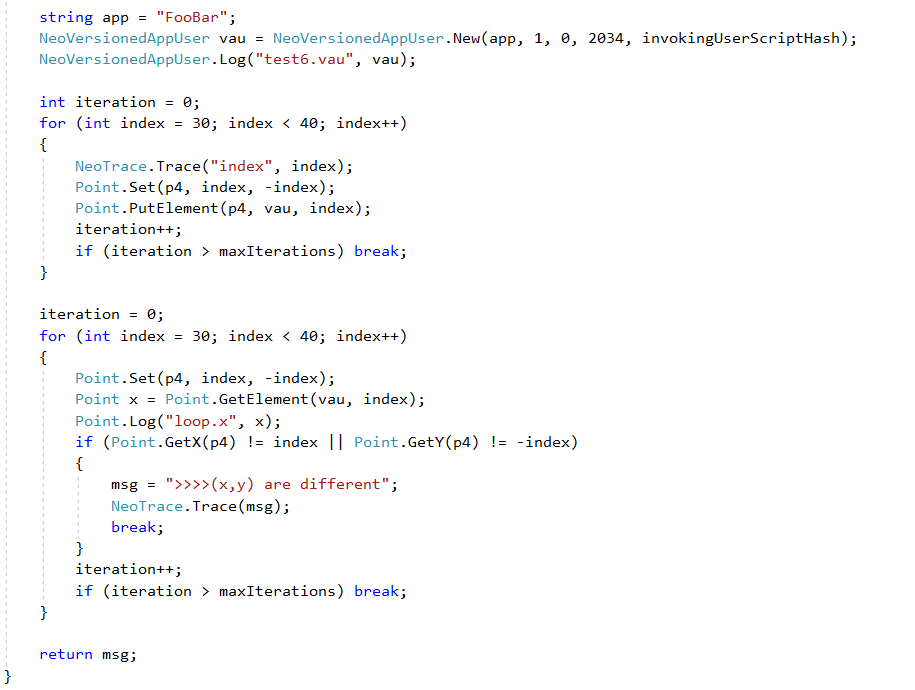 string app = "FooBar";
NeoVersionedAppUser vau = NeoVersionedAppUser.New(app, 1, 0, 2034, invokingUserScriptHash);
NeoVersionedAppUser.Log("test6.vau", vau);
int iteration = 0;
for (int index = 30; index < 40; index++)
{
NeoTrace.Trace("index", index);
Point.Set(p4, index, -index);
Point.PutElement(p4, vau, index);
iteration++;
if (iteration > maxIterations) break;
}
iteration = 0;
for (int index = 30; index < 40; index++)
{
Point.Set(p4, index, -index);
Point x = Point.GetElement(vau, index);
Point.Log("loop.x", x);
if (Point.GetX(p4) != index || Point.GetY(p4) != -index)
{
msg = ">>>>(x,y) are different";
NeoTrace.Trace(msg);
break;
}
iteration++;
if (iteration > maxIterations) break;
}
return msg;
}